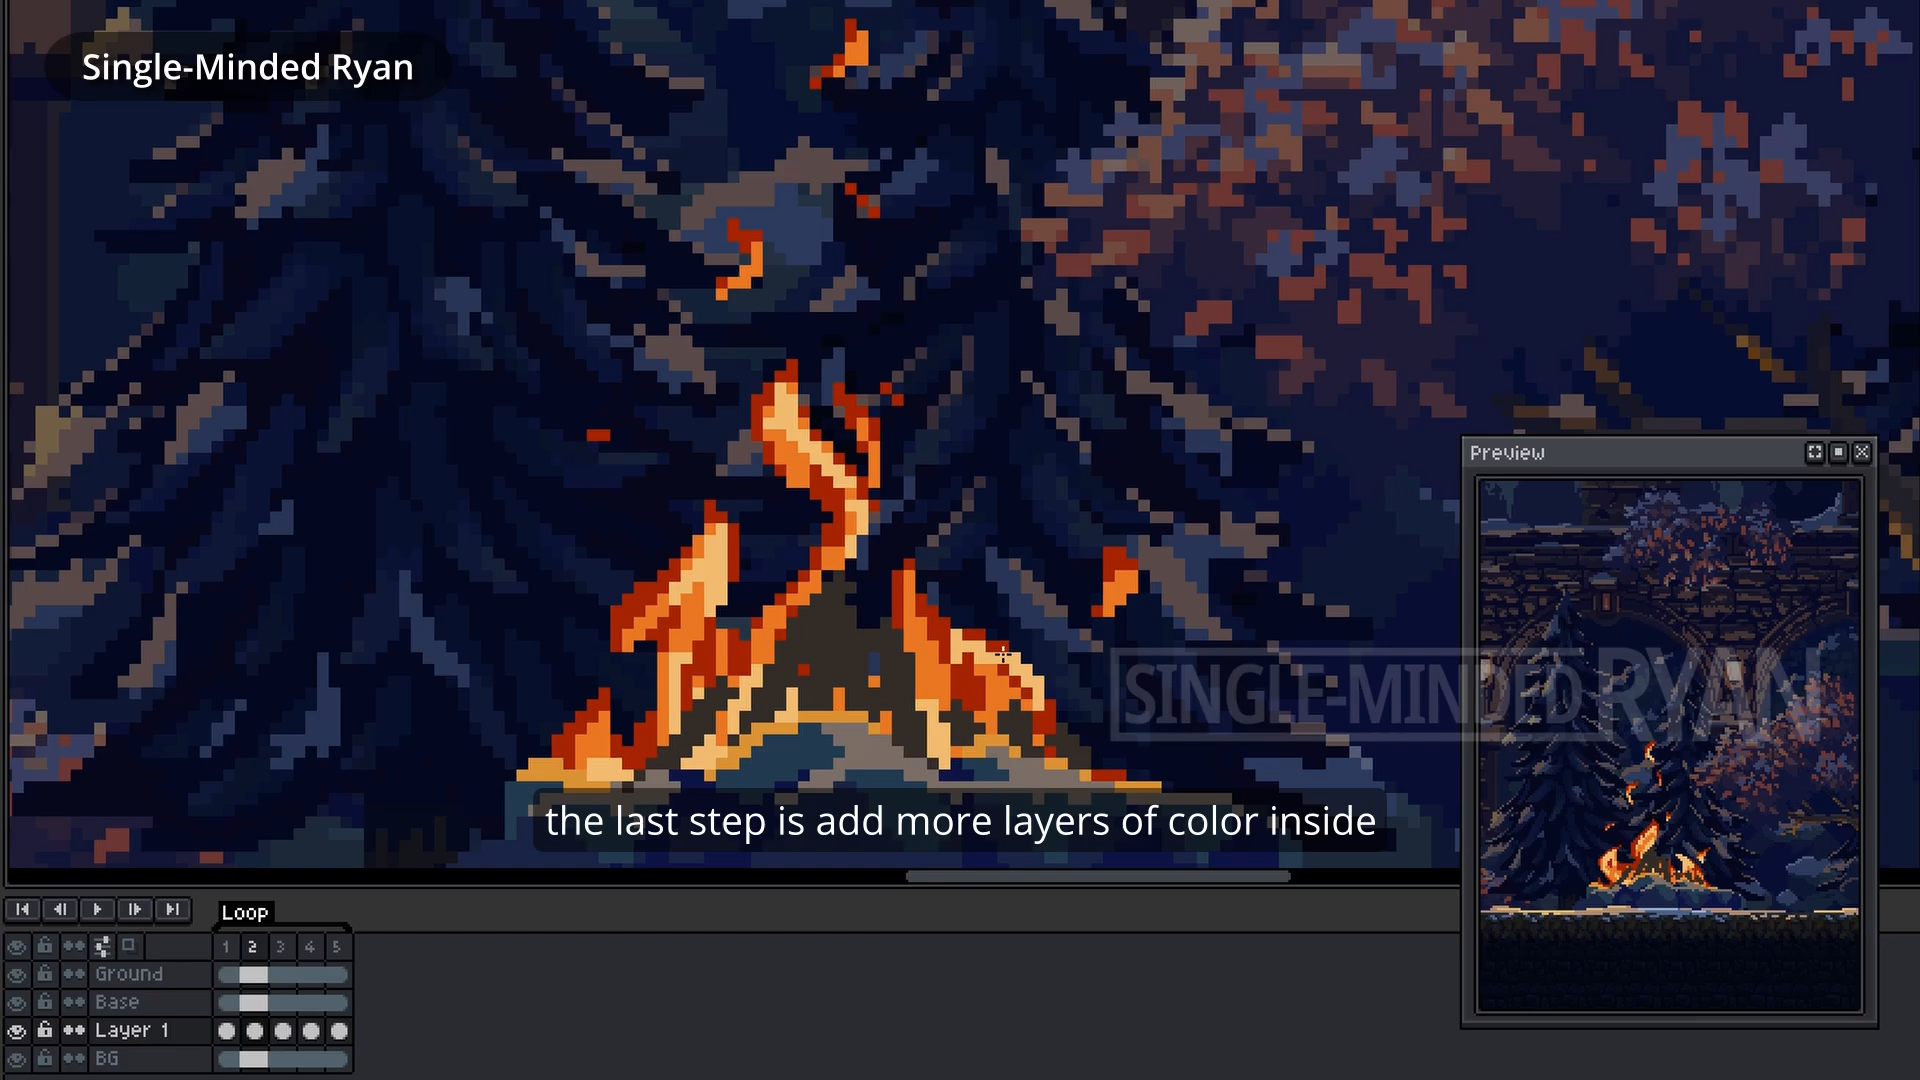 Single-Minded Ryan
Preview
SINGLE-MINDED RYAN
the last step is add more layers of color inside
Loop
1 2 3 4 5
Ground
Base
Layer 1
BG